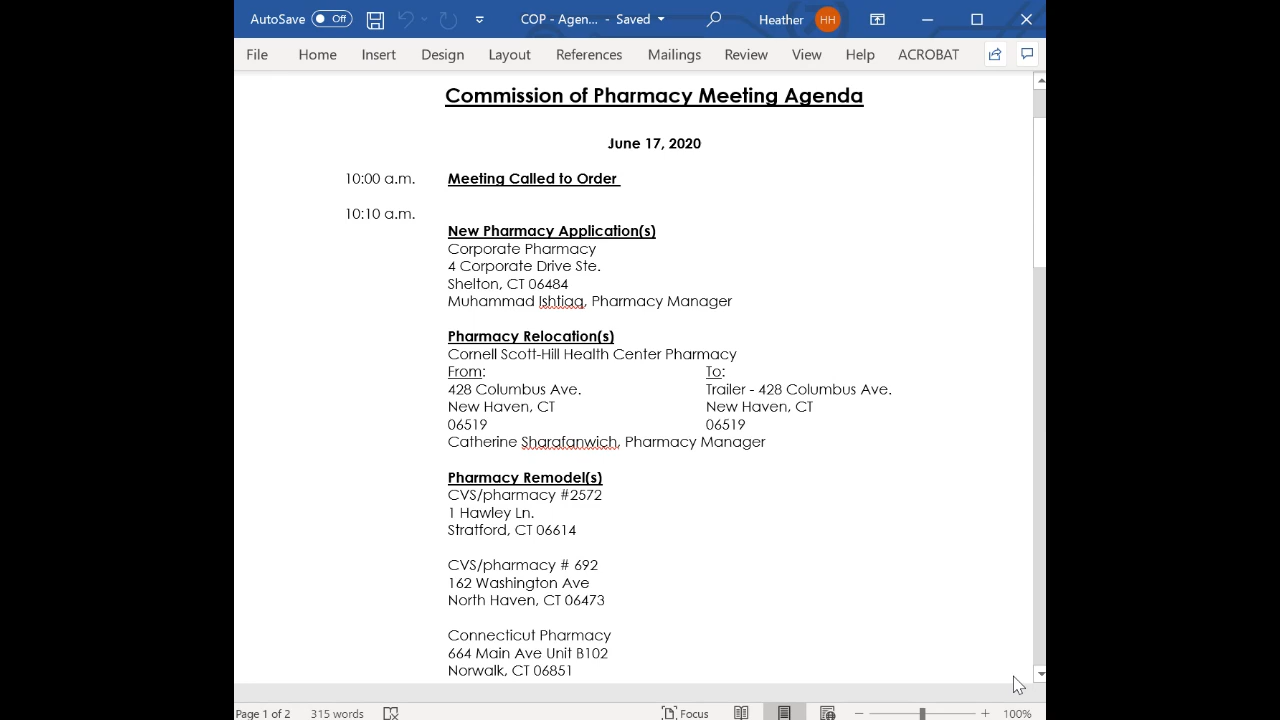 AutoSave Off COP - Agen... - Saved Heather HH
File Home Insert Design Layout References Mailings Review View Help ACROBAT
Commission of Pharmacy Meeting Agenda
June 17, 2020
10:00 a.m. Meeting Called to Order
10:10 a.m.
New Pharmacy Application(s)
Corporate Pharmacy
4 Corporate Drive Ste.
Shelton, CT 06484
Muhammad Ishtiaq, Pharmacy Manager
Pharmacy Relocation(s)
Cornell Scott-Hill Health Center Pharmacy
From: To:
428 Columbus Ave. Trailer - 428 Columbus Ave.
New Haven, CT New Haven, CT
06519 06519
Catherine Sharafanwich, Pharmacy Manager
Pharmacy Remodel(s)
CVS/pharmacy #2572
1 Hawley Ln.
Stratford, CT 06614
CVS/pharmacy # 692
162 Washington Ave
North Haven, CT 06473
Connecticut Pharmacy
664 Main Ave Unit B102
Norwalk, CT 06851
Page 1 of 2 315 words Focus 100%